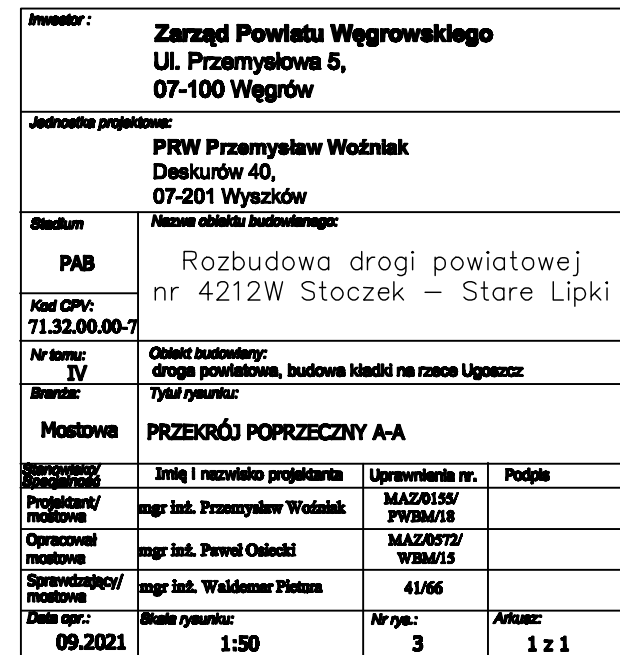 Inwestor :
Zarząd Powiatu Węgrowskiego
Ul. Przemysłowa 5,
07-100 Węgrów
Jednostka projektowa:
PRW Przemysław Woźniak
Deskurów 40,
07-201 Wyszków
Stadium
PAB
Nazwa obiektu budowlanego:
Rozbudowa drogi powiatowej
nr 4212W Stoczek – Stare Lipki
Kod CPV:
71.32.00.00-7
Nr tomu:
IV
Obiekt budowlany:
droga powiatowa, budowa kładki na rzece Ugoszcz
Branża:
Mostowa
Tytuł rysunku:
PRZEKRÓJ POPRZECZNY A-A
Stanowisko/
Specjalność
Imię i nazwisko projektanta
Uprawnienia nr.
Podpis
Projektant/
mostowa
mgr inż. Przemysław Woźniak
MAZ/0155/
PWBM/18
Opracował
mostowa
mgr inż. Paweł Osiecki
MAZ/0572/
WBM/15
Sprawdzający/
mostowa
mgr inż. Waldemar Pietura
41/66
Data opr.:
09.2021
Skala rysunku:
1:50
Nr rys.:
3
Arkusz:
1 z 1